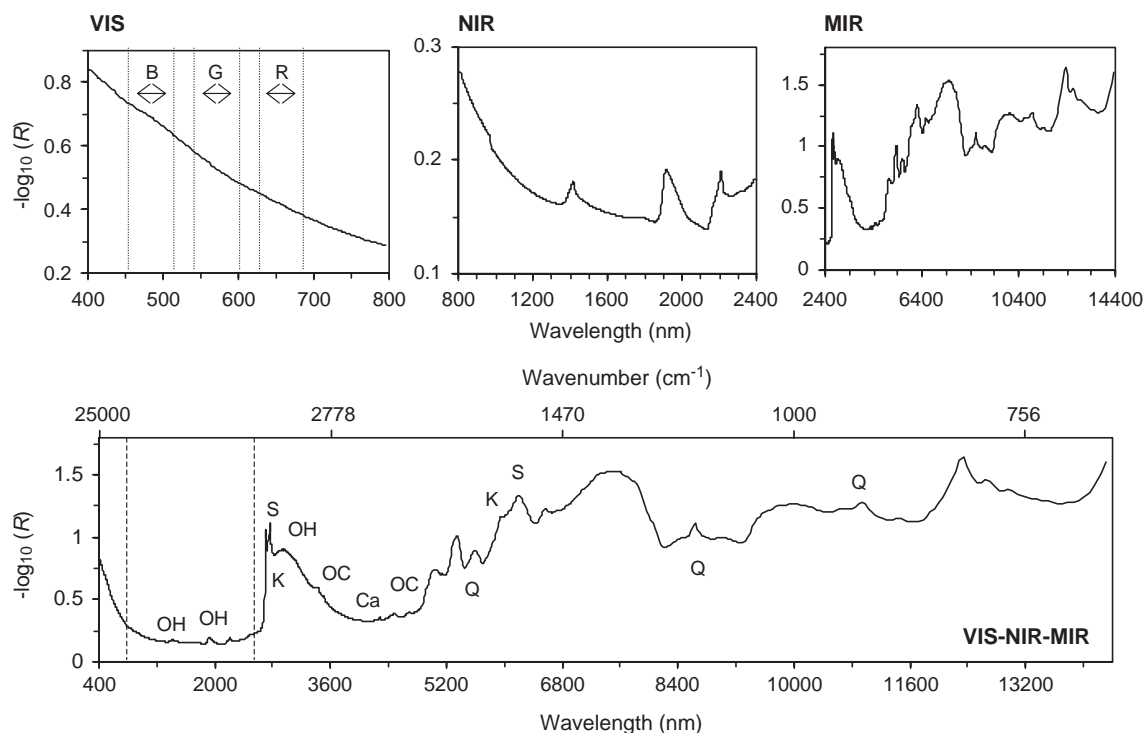 VIS NIR MIR
B G R
0.8
0.6
0.4
0.2
-log10 (R)
400 500 600 700 800
0.3
0.2
0.1
800 1200 1600 2000 2400
1.5
1
0.5
0
2400 6400 10400 14400
Wavelength (nm)
Wavenumber (cm-1)
25000 2778 1470 1000 756
1.5
1
0.5
0
-log10 (R)
OH OH S K OH OC Ca OC Q K S Q Q
VIS-NIR-MIR
400 2000 3600 5200 6800 8400 10000 11600 13200
Wavelength (nm)